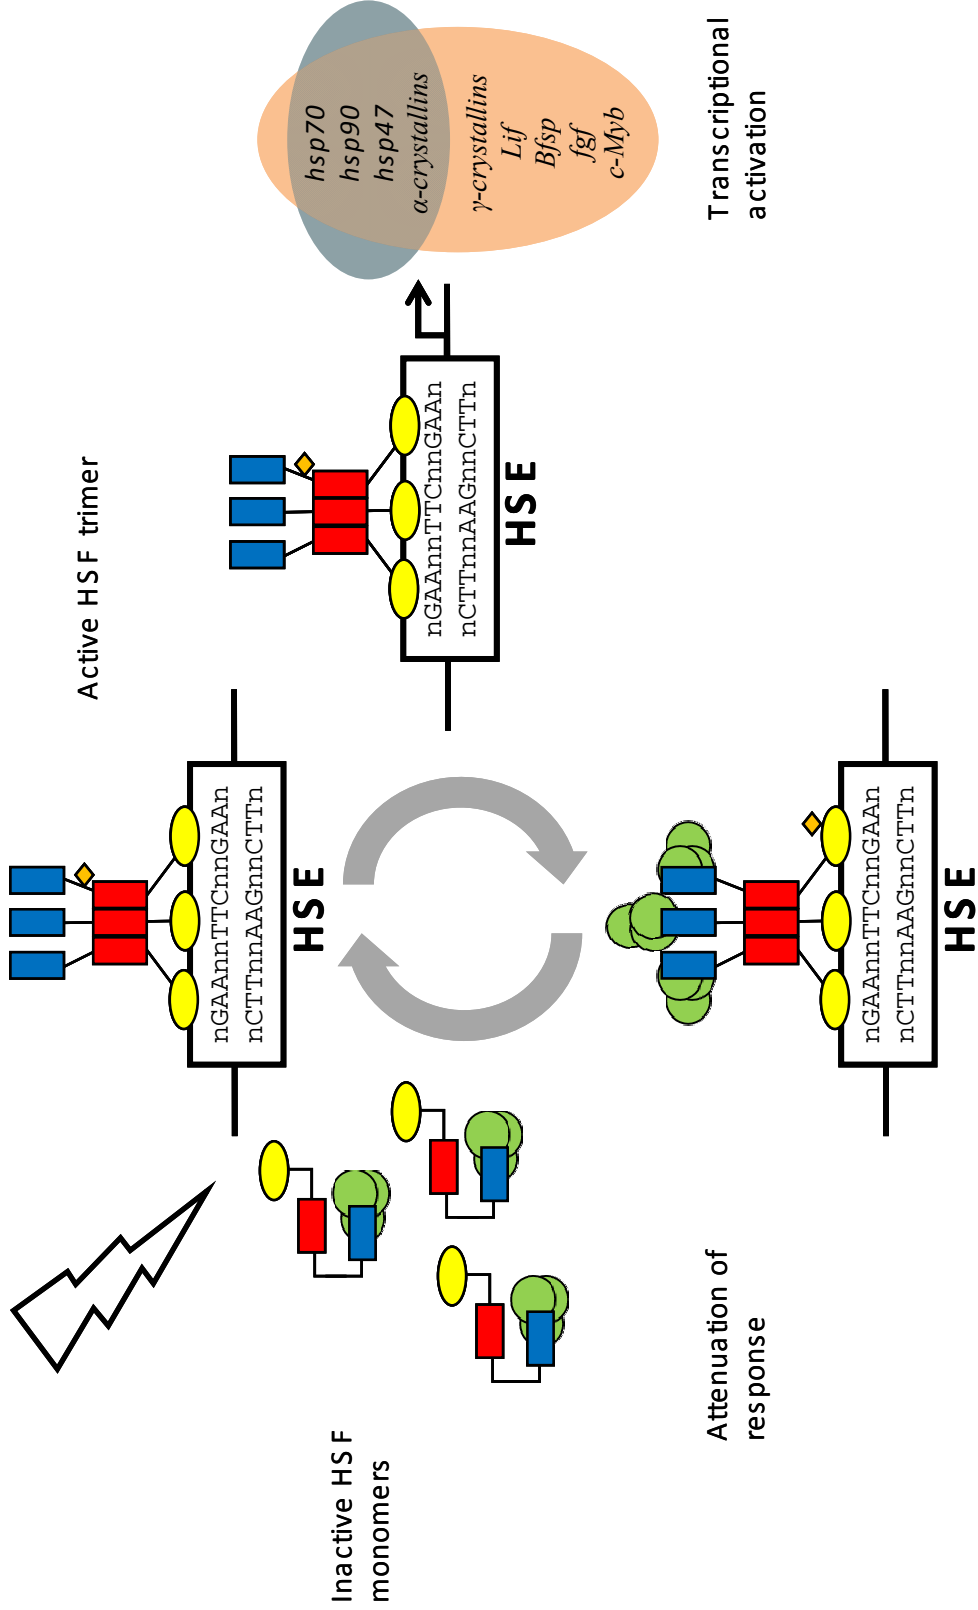 Active HSF trimer
nGAAnnTTCnnGAAn
nCTTnnAAGnnCTTn
HSE
Inactive HSF
monomers
nGAAnnTTCnnGAAn
nCTTnnAAGnnCTTn
HSE
hsp70
hsp90
hsp47
α-crystallins
γ-crystallins
Lif
Bfsp
fgf
c-Myb
Transcriptional
activation
Attenuation of
response
nGAAnnTTCnnGAAn
nCTTnnAAGnnCTTn
HSE